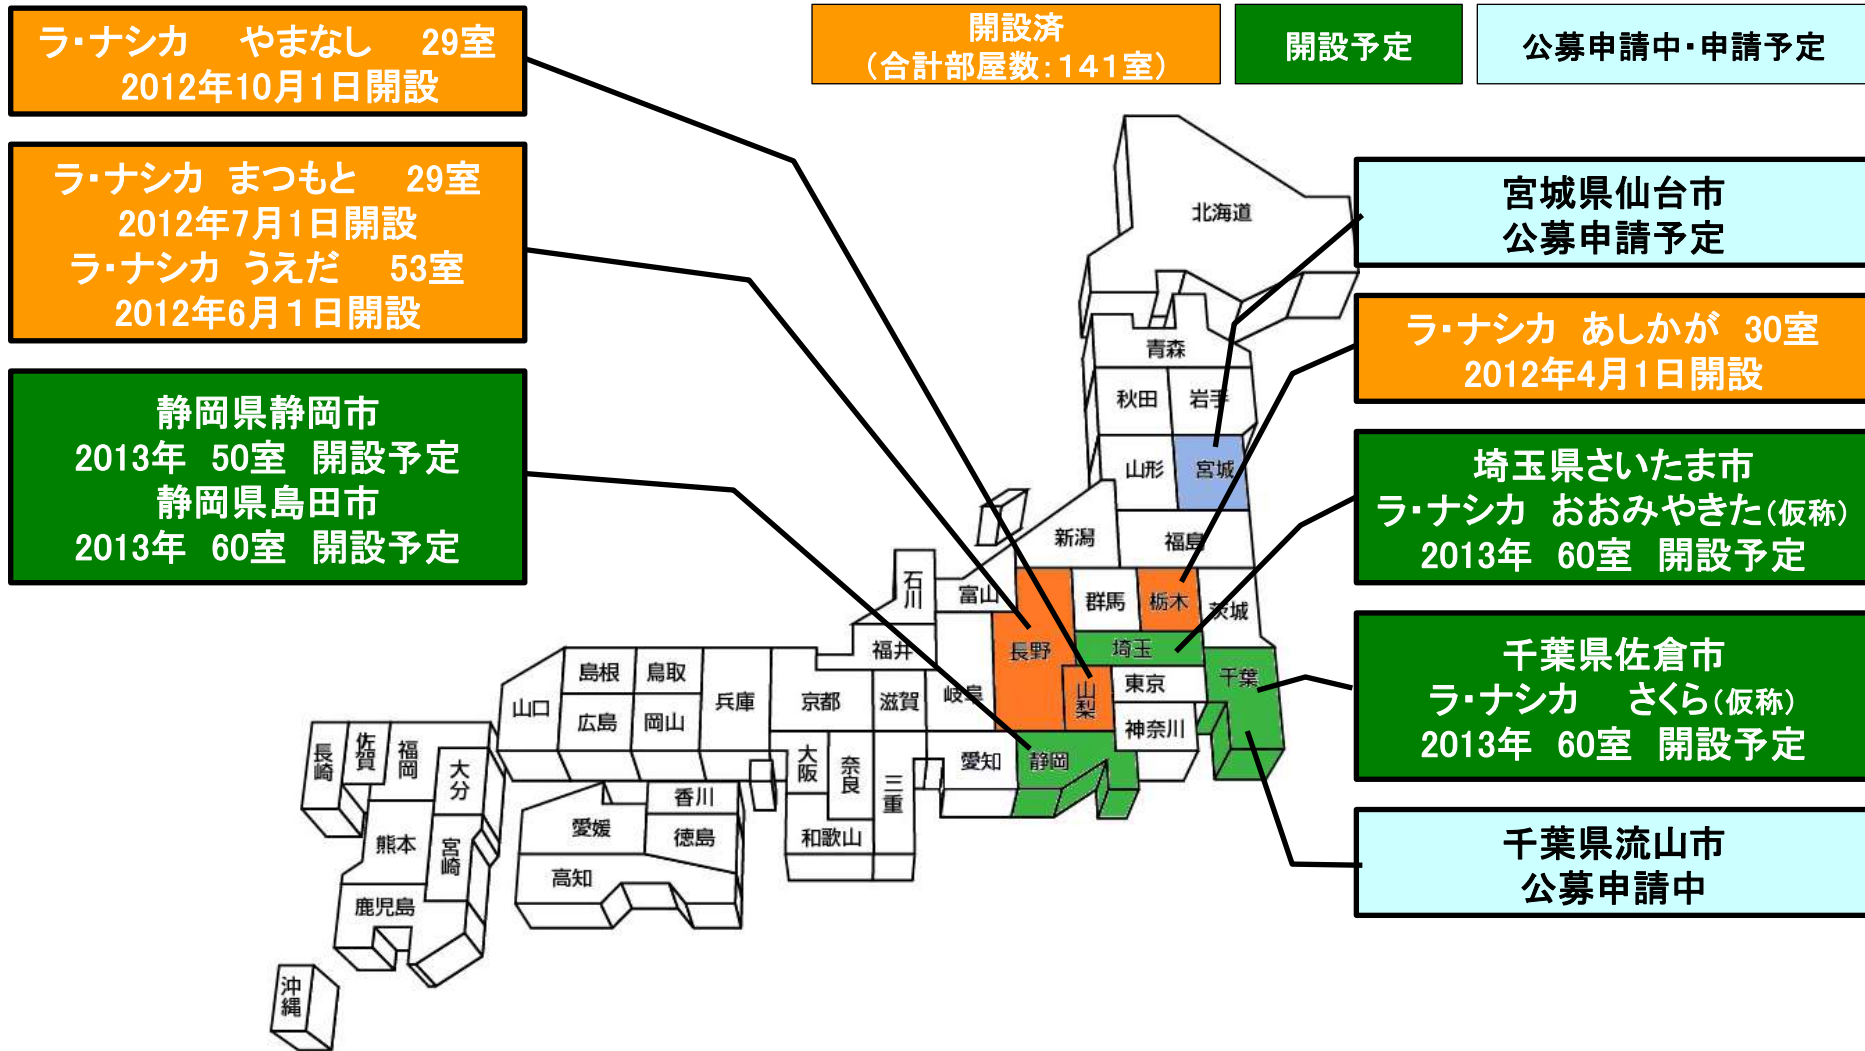 ラ・ナシカ やまなし 29室
2012年10月1日開設
ラ・ナシカ まつもと 29室
2012年7月1日開設
ラ・ナシカ うえだ 53室
2012年6月1日開設
静岡県静岡市
2013年 50室 開設予定
静岡県島田市
2013年 60室 開設予定
開設済
（合計部屋数：141室）
開設予定
公募申請中・申請予定
宮城県仙台市
公募申請予定
ラ・ナシカ あしかが 30室
2012年4月1日開設
埼玉県さいたま市
ラ・ナシカ おおみやきた（仮称）
2013年 60室 開設予定
千葉県佐倉市
ラ・ナシカ さくら（仮称）
2013年 60室 開設予定
千葉県流山市
公募申請中
北海道
青森
秋田
岩手
山形
宮城
新潟
福島
石川
富山
群馬
栃木
茨城
福井
長野
埼玉
島根
鳥取
兵庫
京都
滋賀
岐阜
山梨
東京
千葉
山口
広島
岡山
神奈川
長崎
佐賀
福岡
大分
大阪
奈良
三重
愛知
静岡
香川
愛媛
徳島
和歌山
熊本
宮崎
高知
鹿児島
沖縄